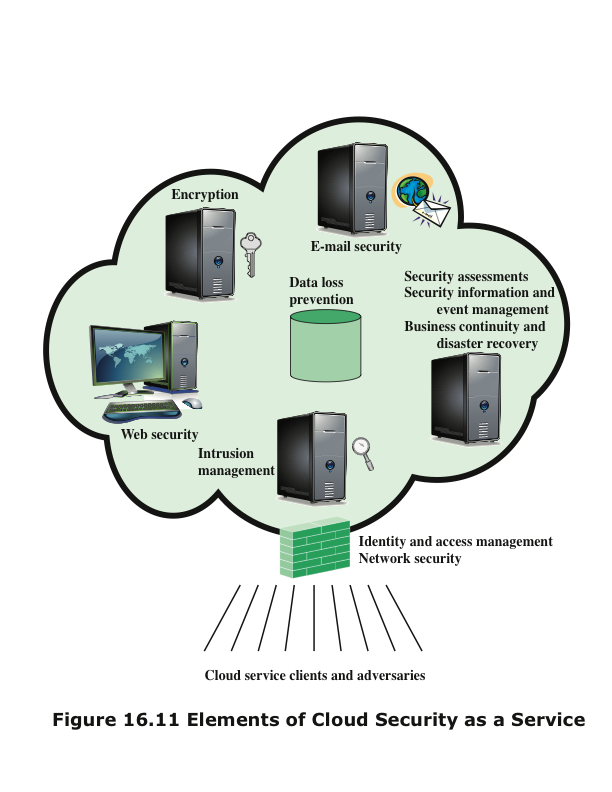 Encryption
E-mail security
Data loss
prevention
Security assessments
Security information and
event management
Business continuity and
disaster recovery
Web security
Intrusion
management
Identity and access management
Network security
Cloud service clients and adversaries
Figure 16.11 Elements of Cloud Security as a Service